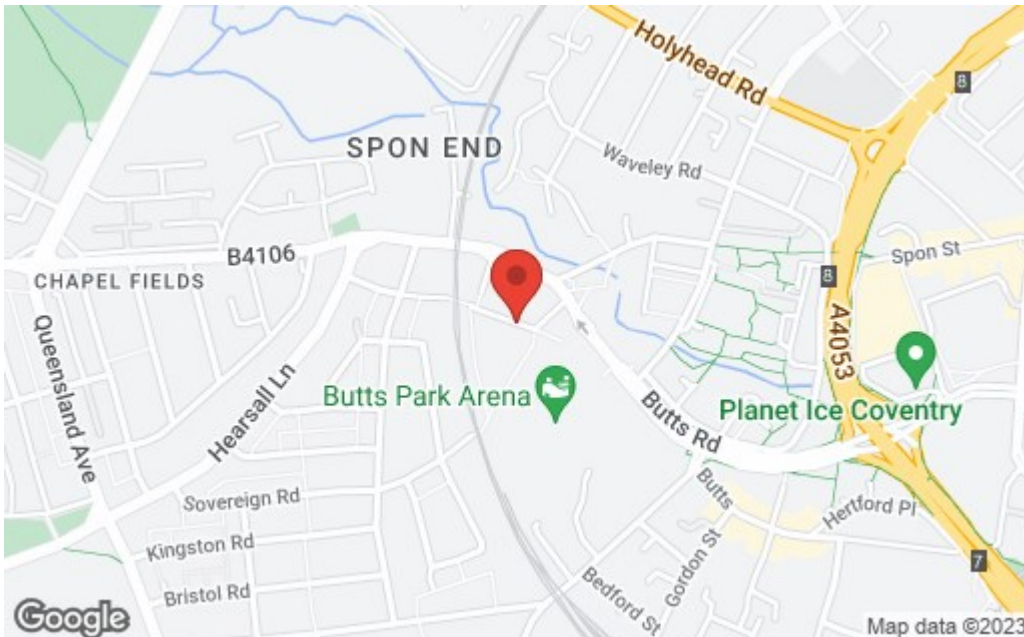 Holyhead Rd
8
SPON END
Waveley Rd
B4106
Spon St
CHAPEL FIELDS
8
A4053
Queensland Ave
Hearsall Ln
Butts Park Arena
Butts Rd
Planet Ice Coventry
Sovereign Rd
Butts
Hertford Pl
Kingston Rd
Gordon St
7
Bristol Rd
Bedford St
Google
Map data ©2023